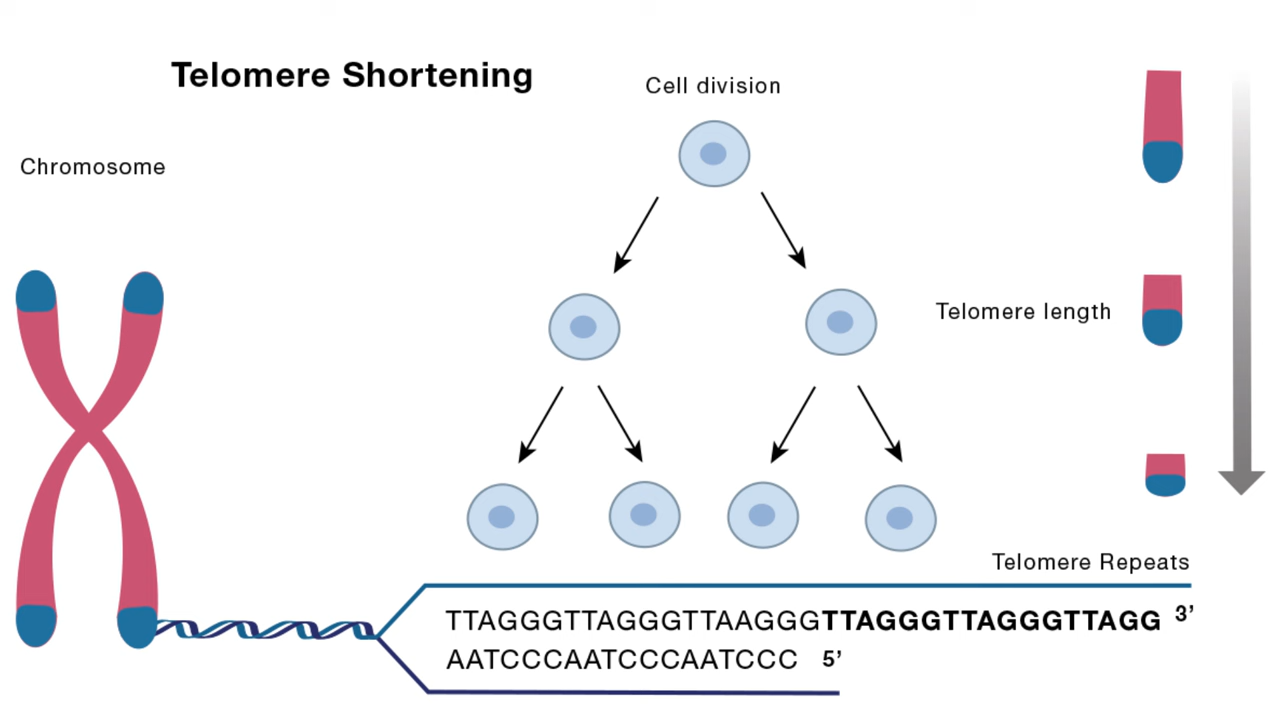 Telomere Shortening
Cell division
Chromosome
Telomere length
Telomere Repeats
TTAGGGTTAGGGTTAAGGGTTAGGGTTAGGGTTAGG 3’
AATCCCAATCCCAATCCC 5’